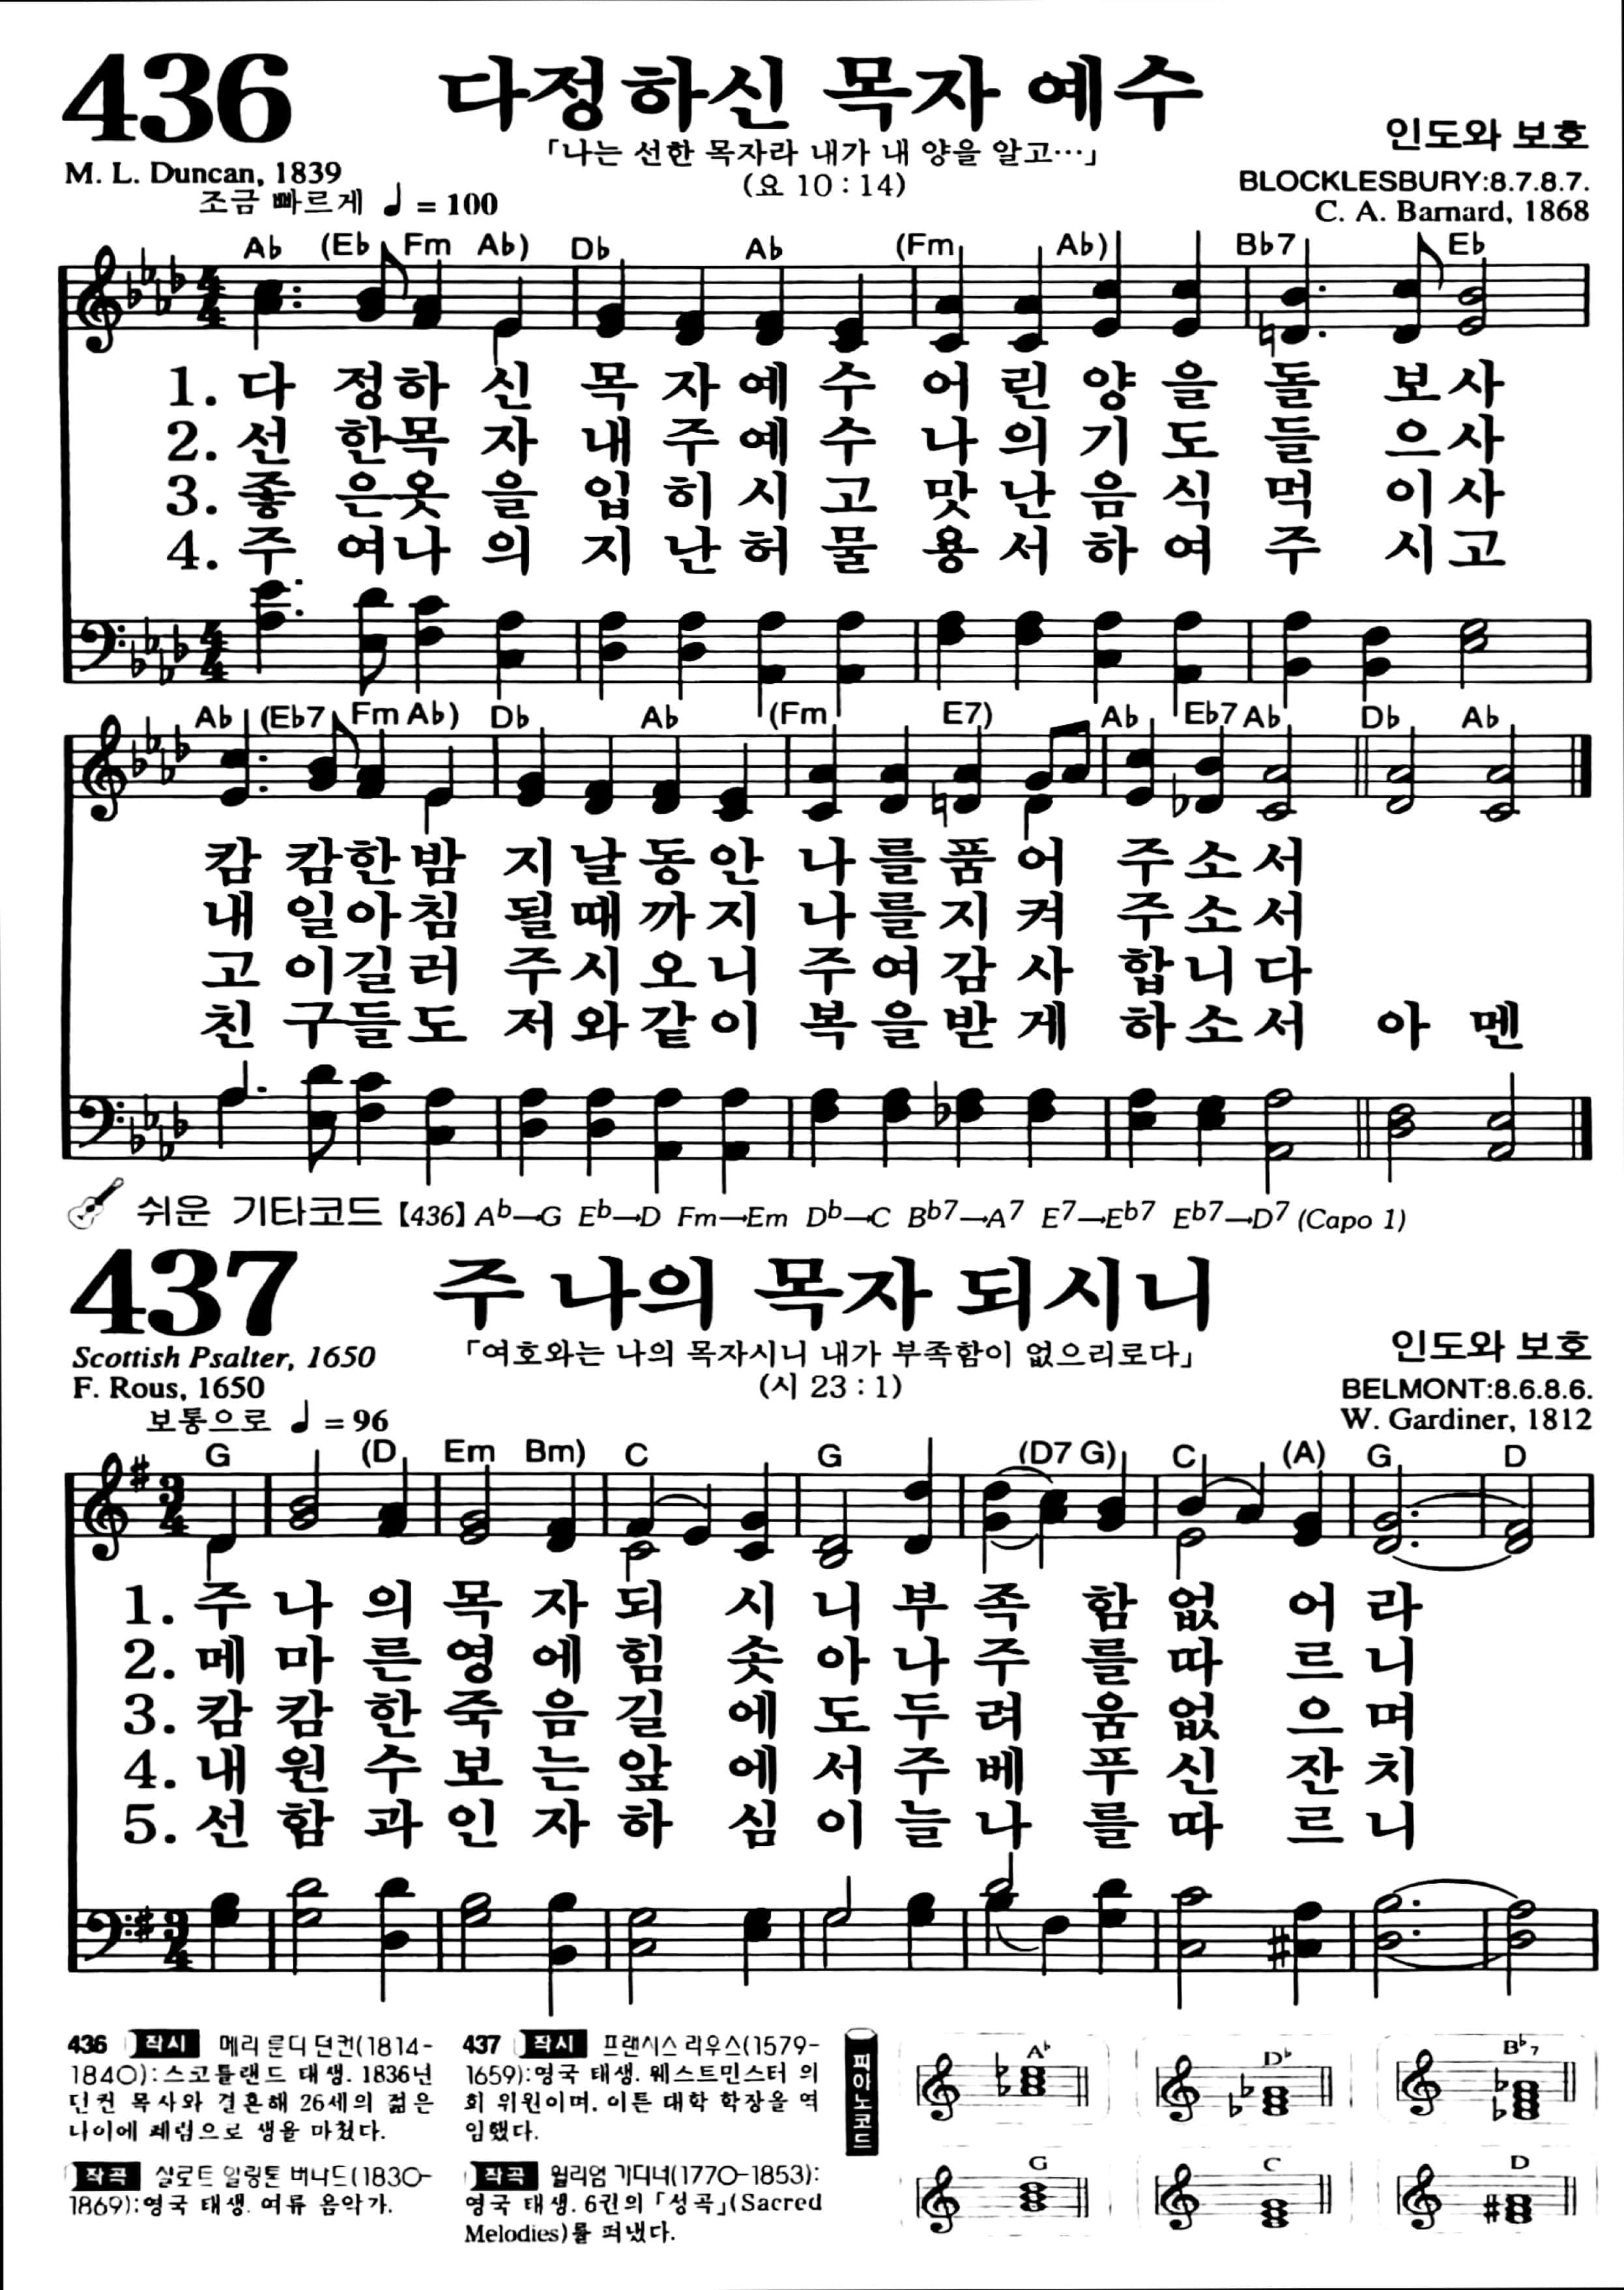 436
다정하신 목자 예수
「나는 선한 목자라 내가 내 양을 알고…」
(요 10 : 14)
인도와 보호
M. L. Duncan, 1839
조금 빠르게 ♩ = 100
BLOCKLESBURY:8.7.8.7.
C. A. Barnard, 1868
A♭ (E♭ Fm A♭) D♭ A♭ (Fm A♭) B♭7 E♭
1. 다 정하 신 목 자 예 수 어 린 양 을 돌 보사
2. 선 한목 자 내 주 예 수 나 의 기 도 들 으사
3. 좋 은옷 을 입 히 시 고 맛 난 음 식 먹 이사
4. 주 여나 의 지 난 허 물 용 서 하 여 주 시고
A♭ (E♭7 Fm A♭) D♭ A♭ (Fm E7) A♭ E♭7 A♭ D♭ A♭
캄 캄한밤 지날동안 나를품어 주소서
내 일아침 될때까지 나를지켜 주소서
고 이길러 주시오니 주여감사 합니다
친 구들도 저와같이 복을받게 하소서 아 멘
쉬운 기타코드 【436】 A♭→G E♭→D Fm→Em D♭→C B♭7→A7 E7→E♭7 E♭7→D7 (Capo 1)
437
주 나의 목자 되시니
「여호와는 나의 목자시니 내가 부족함이 없으리로다」
(시 23 : 1)
인도와 보호
Scottish Psalter, 1650
F. Rous, 1650
보통으로 ♩ = 96
BELMONT:8.6.8.6.
W. Gardiner, 1812
G (D Em Bm) C G (D7 G) C (A) G D
1. 주 나 의 목 자 되 시 니 부 족 함 없 어 라
2. 메 마 른 영 에 힘 솟 아 나 주 를 따 르 니
3. 캄 캄 한 죽 음 길 에 도 두 려 움 없 으 며
4. 내 원 수 보 는 앞 에 서 주 베 푸 신 잔 치
5. 선 함 과 인 자 하 심 이 늘 나 를 따 르 니
436 작시 메리 룬디 던컨(1814-
1840):스코틀랜드 태생. 1836년
던컨 목사와 결혼해 26세의 젊은
나이에 폐렴으로 생을 마쳤다.
작곡 실로트 알링톤 버나드(1830-
1869):영국 태생. 여류 음악가.
437 작시 프랜시스 라우스(1579-
1659):영국 태생. 웨스트민스터 의
회 위원이며, 이튼 대학 학장을 역
임했다.
작곡 윌리엄 가디너(1770-1853):
영국 태생. 6권의 「성곡」(Sacred
Melodies)를 펴냈다.
피아노코드
A♭ D♭ B♭7
G C D